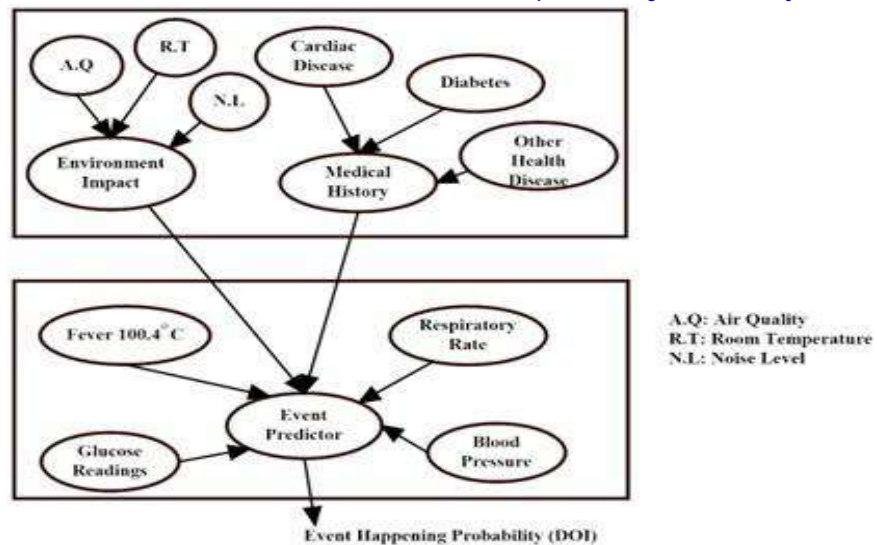 A.Q
R.T
N.L
Cardiac
Disease
Diabetes
Other
Health
Disease
Environment
Impact
Medical
History
Fever 100.4°C
Respiratory
Rate
Event
Predictor
Glucose
Readings
Blood
Pressure
Event Happening Probability (DOI)
A.Q: Air Quality
R.T: Room Temperature
N.L: Noise Level